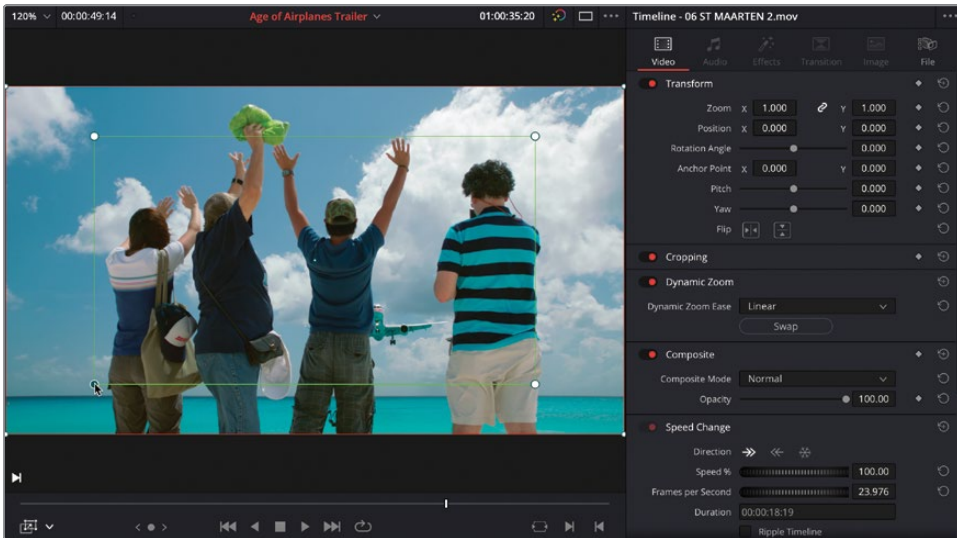 120% 00:00:49:14 Age of Airplanes Trailer 01:00:35:20 Timeline - 06 ST MAARTEN 2.mov
Video Audio Effects Transition Image File
Transform
Zoom X 1.000 Y 1.000
Position X 0.000 Y 0.000
Rotation Angle 0.000
Anchor Point X 0.000 Y 0.000
Pitch 0.000
Yaw 0.000
Flip
Cropping
Dynamic Zoom
Dynamic Zoom Ease Linear
Swap
Composite
Composite Mode Normal
Opacity 100.00
Speed Change
Direction
Speed % 100.00
Frames per Second 23.976
Duration 00:00:18:19
Ripple Timeline